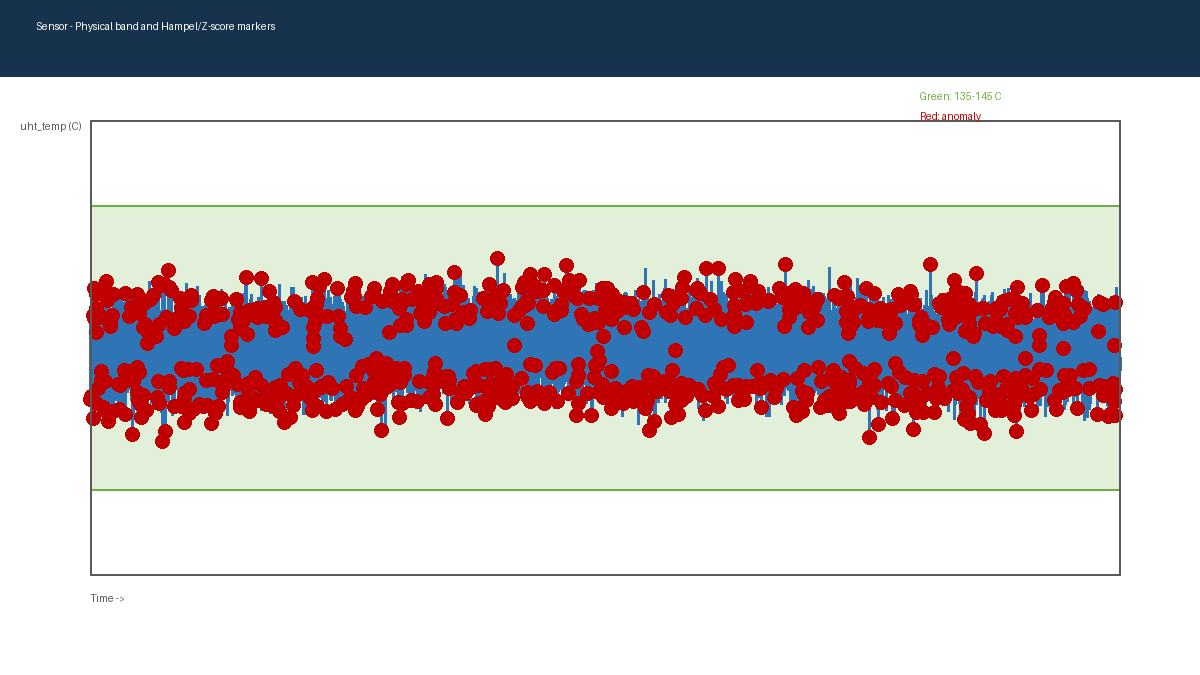 Sensor - Physical band and Hampel/Z-score markers
Green: 135-145 C
Red: anomaly
uht_temp (C)
Time ->